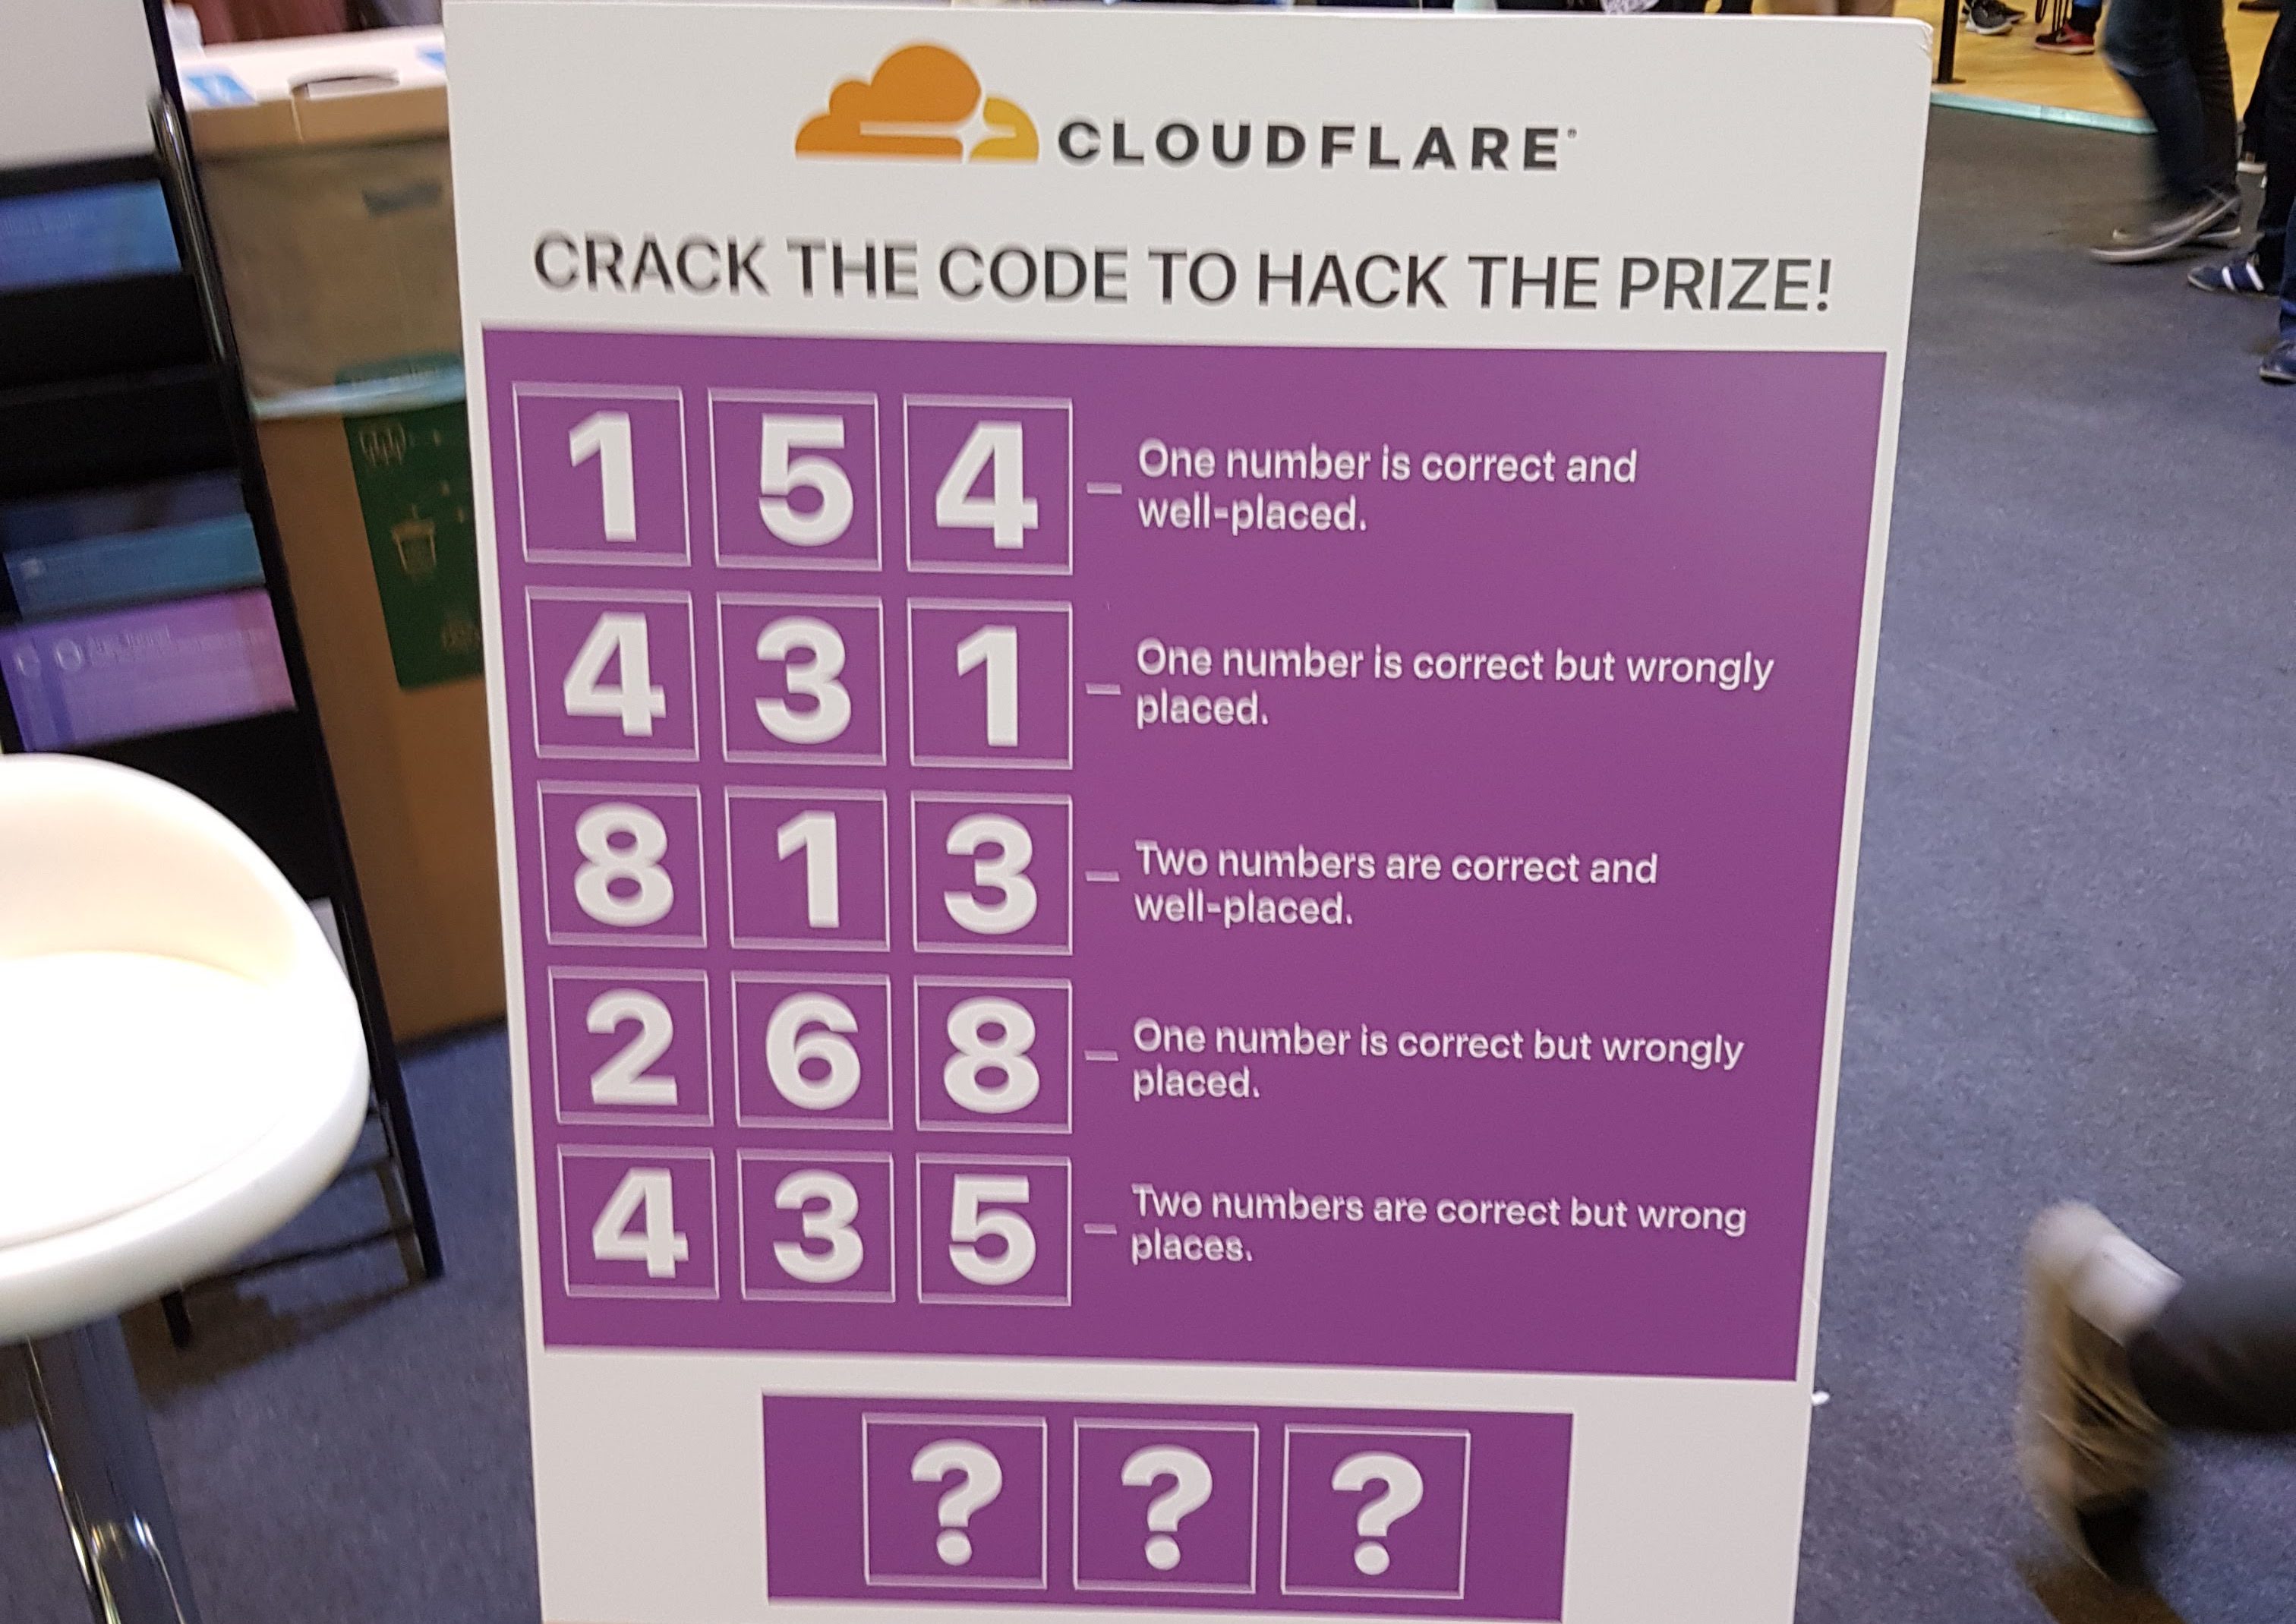 CLOUDFLARE
CRACK THE CODE TO HACK THE PRIZE!
1 5 4 – One number is correct and
well-placed.
4 3 1 – One number is correct but wrongly
placed.
8 1 3 – Two numbers are correct and
well-placed.
2 6 8 – One number is correct but wrongly
placed.
4 3 5 – Two numbers are correct but wrong
places.
? ? ?